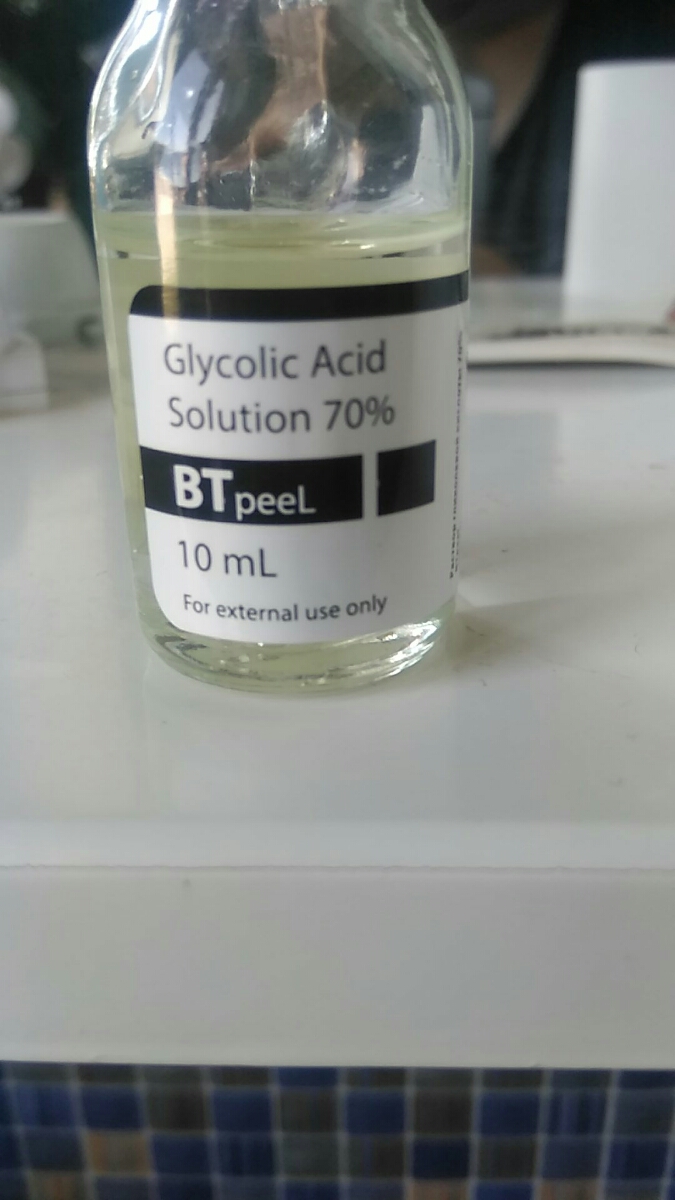 Glycolic Acid
Solution 70%
BTpeeL
10 mL
For external use only